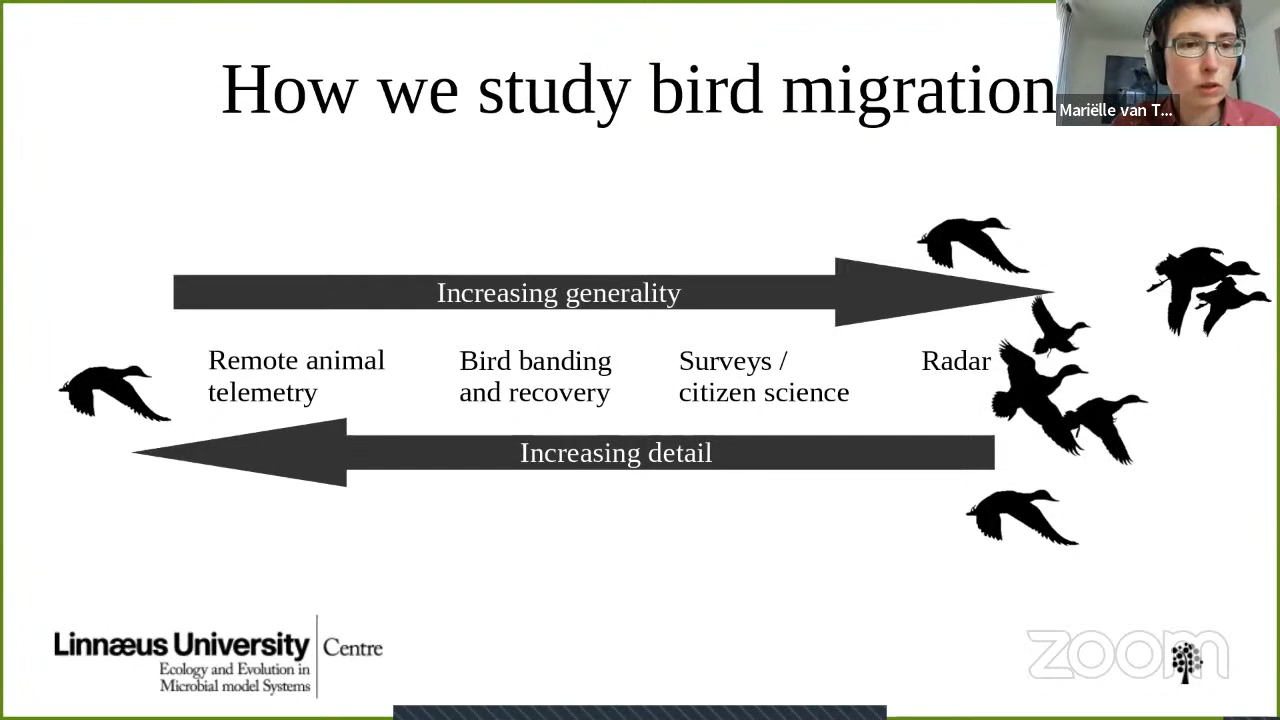 How we study bird migration
Mariëlle van T...
Increasing generality
Remote animal
telemetry
Bird banding
and recovery
Surveys /
citizen science
Radar
Increasing detail
Linnæus University Centre
Ecology and Evolution in
Microbial model Systems
zoom